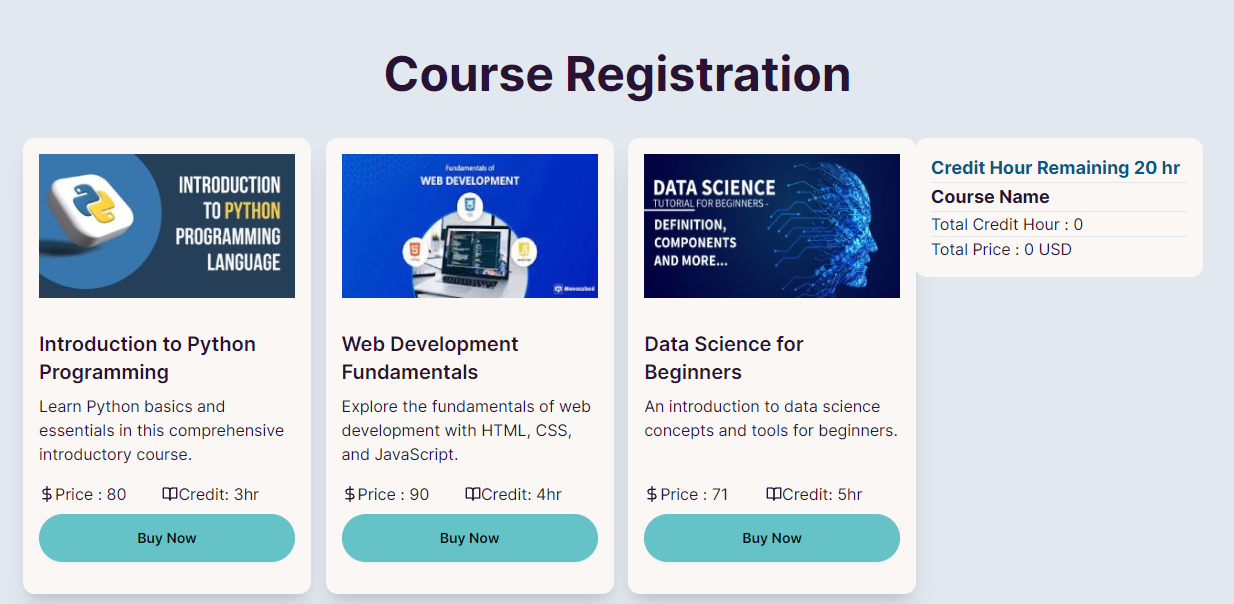 Course Registration
INTRODUCTION
TO PYTHON
PROGRAMMING
LANGUAGE
Introduction to Python
Programming
Learn Python basics and
essentials in this comprehensive
introductory course.
Price : 80
Credit: 3hr
Buy Now
Fundamentals of
WEB DEVELOPMENT
Web Development
Fundamentals
Explore the fundamentals of web
development with HTML, CSS,
and JavaScript.
Price : 90
Credit: 4hr
Buy Now
DATA SCIENCE
TUTORIAL FOR BEGINNERS -
DEFINITION,
COMPONENTS
AND MORE...
Data Science for
Beginners
An introduction to data science
concepts and tools for beginners.
Price : 71
Credit: 5hr
Buy Now
Credit Hour Remaining 20 hr
Course Name
Total Credit Hour : 0
Total Price : 0 USD